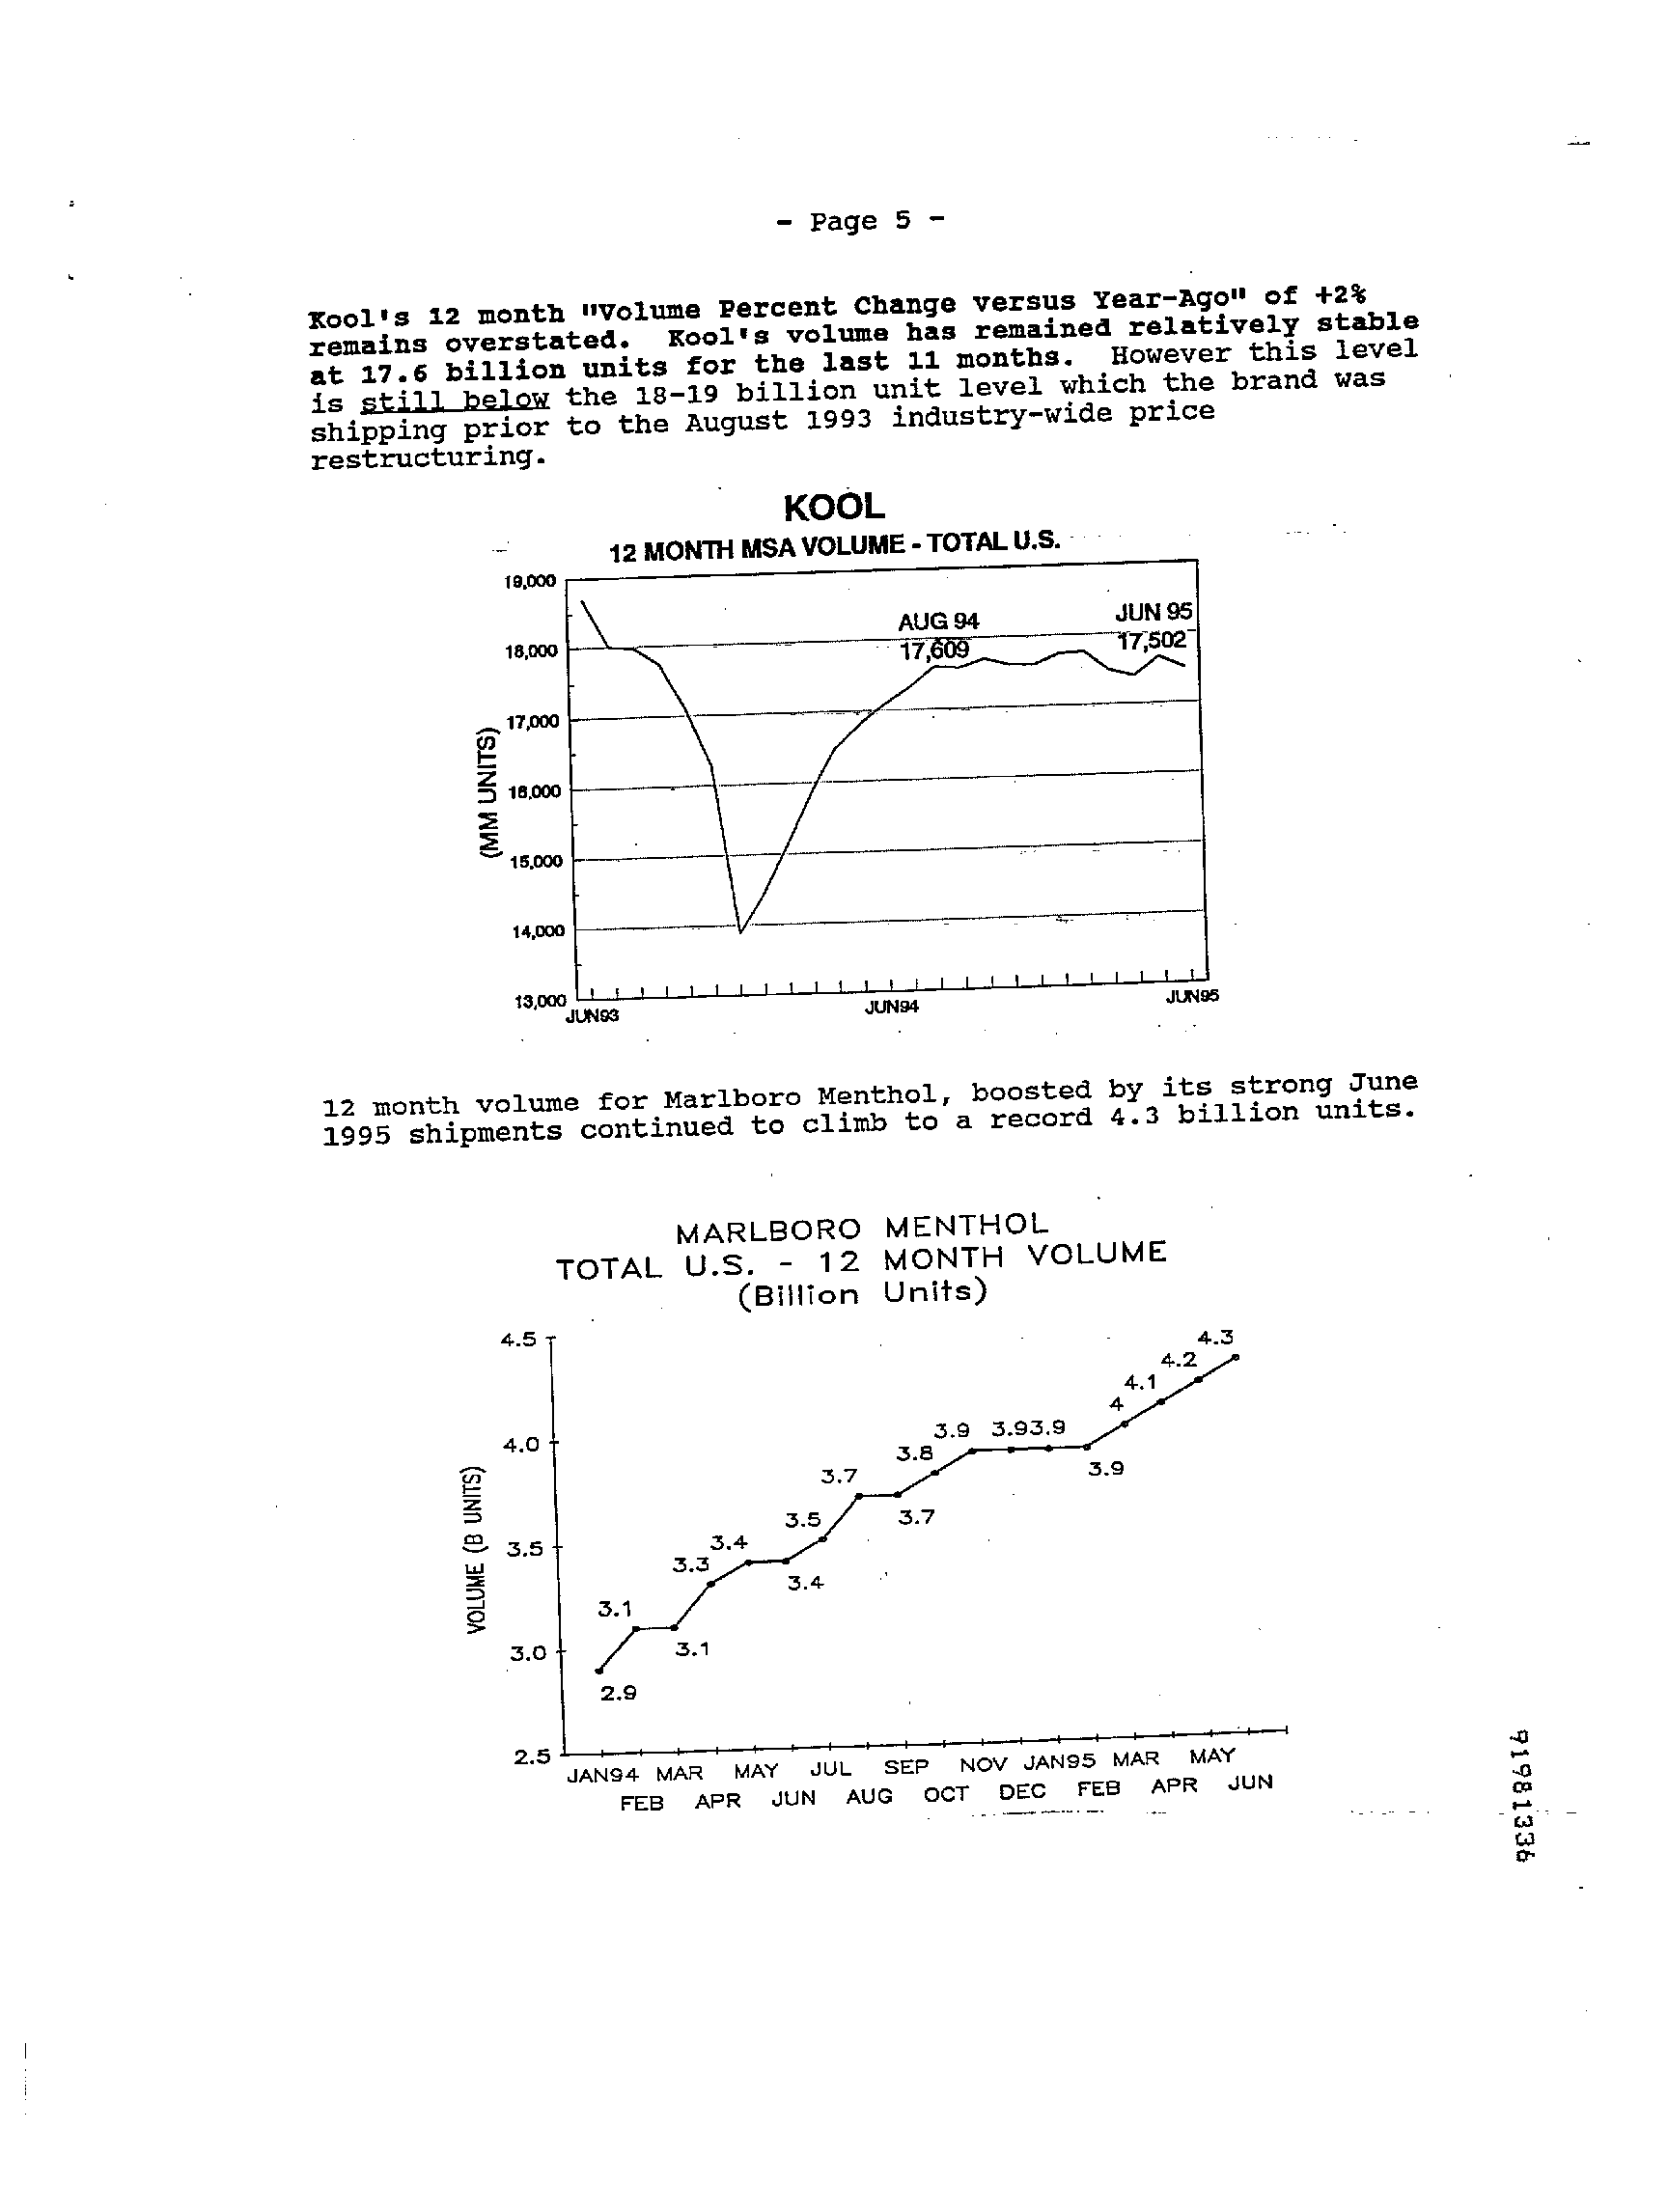 - Page 5 -
Kool's 12 month "Volume Percent Change versus Year-Ago" of +2%
remains overstated. Kool's volume has remained relatively stable
at 17.6 billion units for the last 11 months. However this level
is still below the 18-19 billion unit level which the brand was
shipping prior to the August 1993 industry-wide price
restructuring.
KOOL
12 MONTH MSA VOLUME - TOTAL U.S.
19,000
18,000
17,000
16,000
15,000
14,000
13,000
(MM UNITS)
AUG 94
17,609
JUN 95
17,502
JUN93
JUN94
JUN95
12 month volume for Marlboro Menthol, boosted by its strong June
1995 shipments continued to climb to a record 4.3 billion units.
MARLBORO MENTHOL
TOTAL U.S. - 12 MONTH VOLUME
(Billion Units)
4.5
4.0
3.5
3.0
2.5
VOLUME (B UNITS)
2.9
3.1
3.1
3.3
3.4
3.4
3.5
3.7
3.7
3.8
3.9
3.9 3.9
3.9
4
4.1
4.2
4.3
JAN94 MAR MAY JUL SEP NOV JAN95 MAR MAY
FEB APR JUN AUG OCT DEC FEB APR JUN
91981336